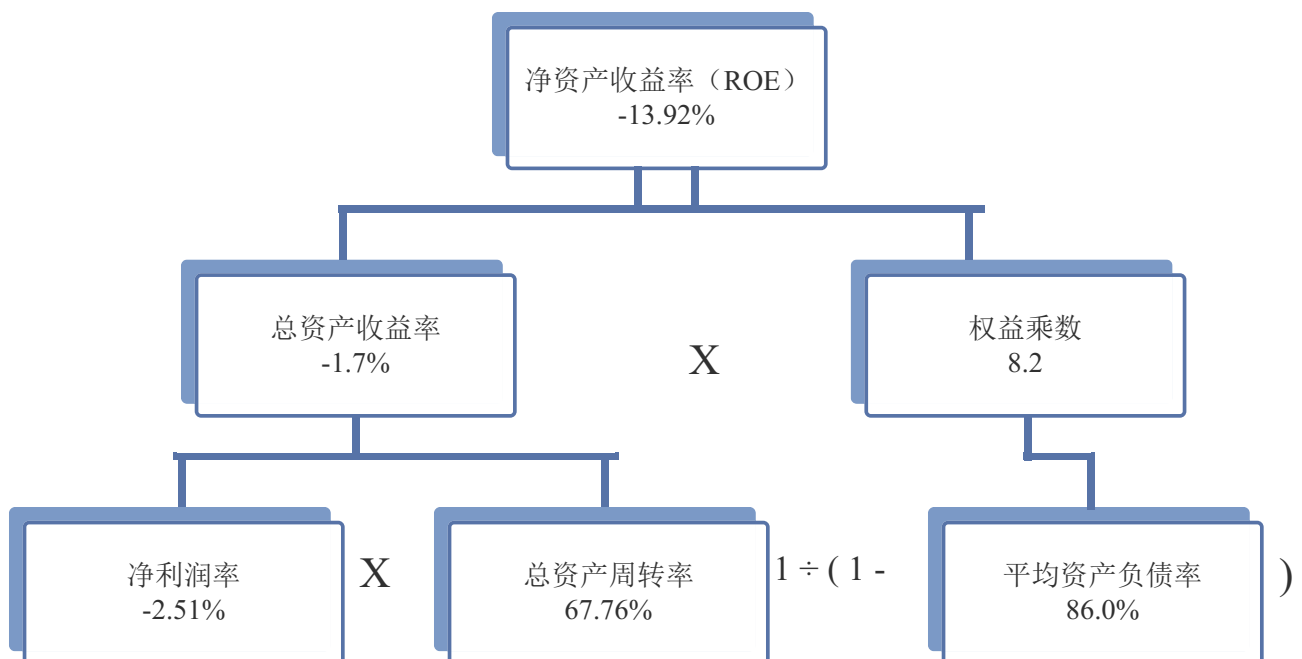 净资产收益率（ROE）
-13.92%
总资产收益率
-1.7%
X
权益乘数
8.2
净利润率
-2.51%
X
总资产周转率
67.76%
1 ÷ ( 1 -
平均资产负债率
86.0%
)